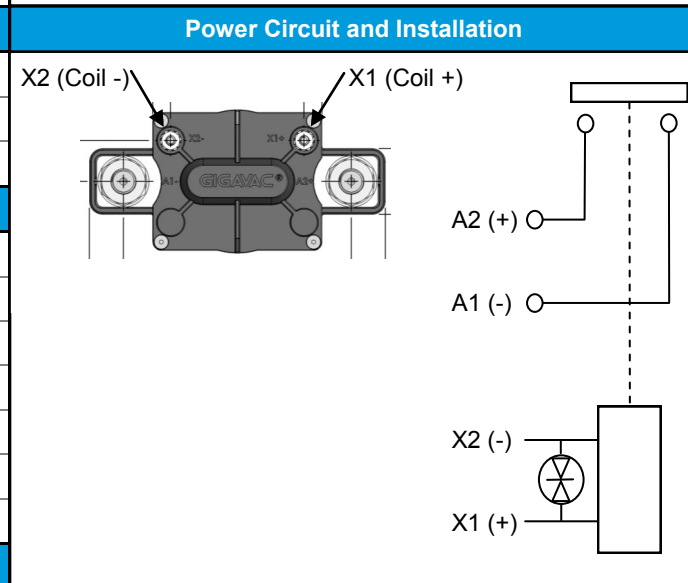 Power Circuit and Installation
X2 (Coil -)
X1 (Coil +)
X2-
X1+
A1-
GIGAVAC®
A2+
A2 (+)
A1 (-)
X2 (-)
X1 (+)